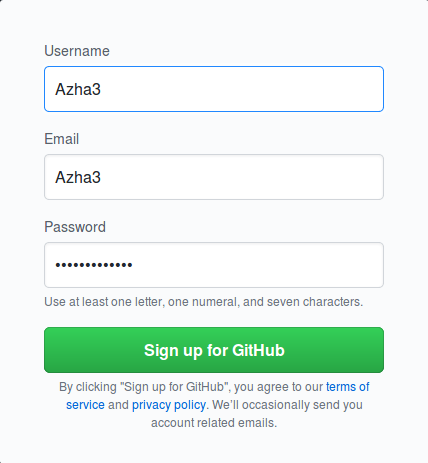 Username
Azha3
Email
Azha3
Password
•••••••••••••
Use at least one letter, one numeral, and seven characters.
Sign up for GitHub
By clicking "Sign up for GitHub", you agree to our terms of
service and privacy policy. We’ll occasionally send you
account related emails.